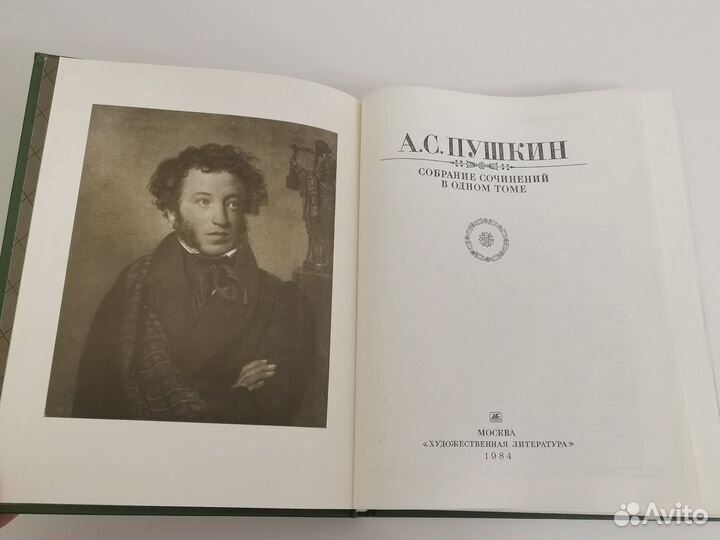 А.С.ПУШКИН
СОБРАНИЕ СОЧИНЕНИЙ
В ОДНОМ ТОМЕ
МОСКВА
«ХУДОЖЕСТВЕННАЯ ЛИТЕРАТУРА»
1984
Avito